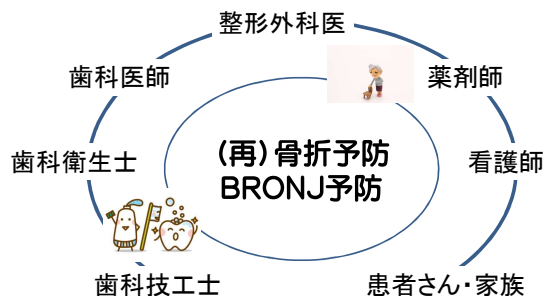 整形外科医
歯科医師
薬剤師
歯科衛生士
(再)骨折予防
BRONJ予防
看護師
歯科技工士
患者さん・家族